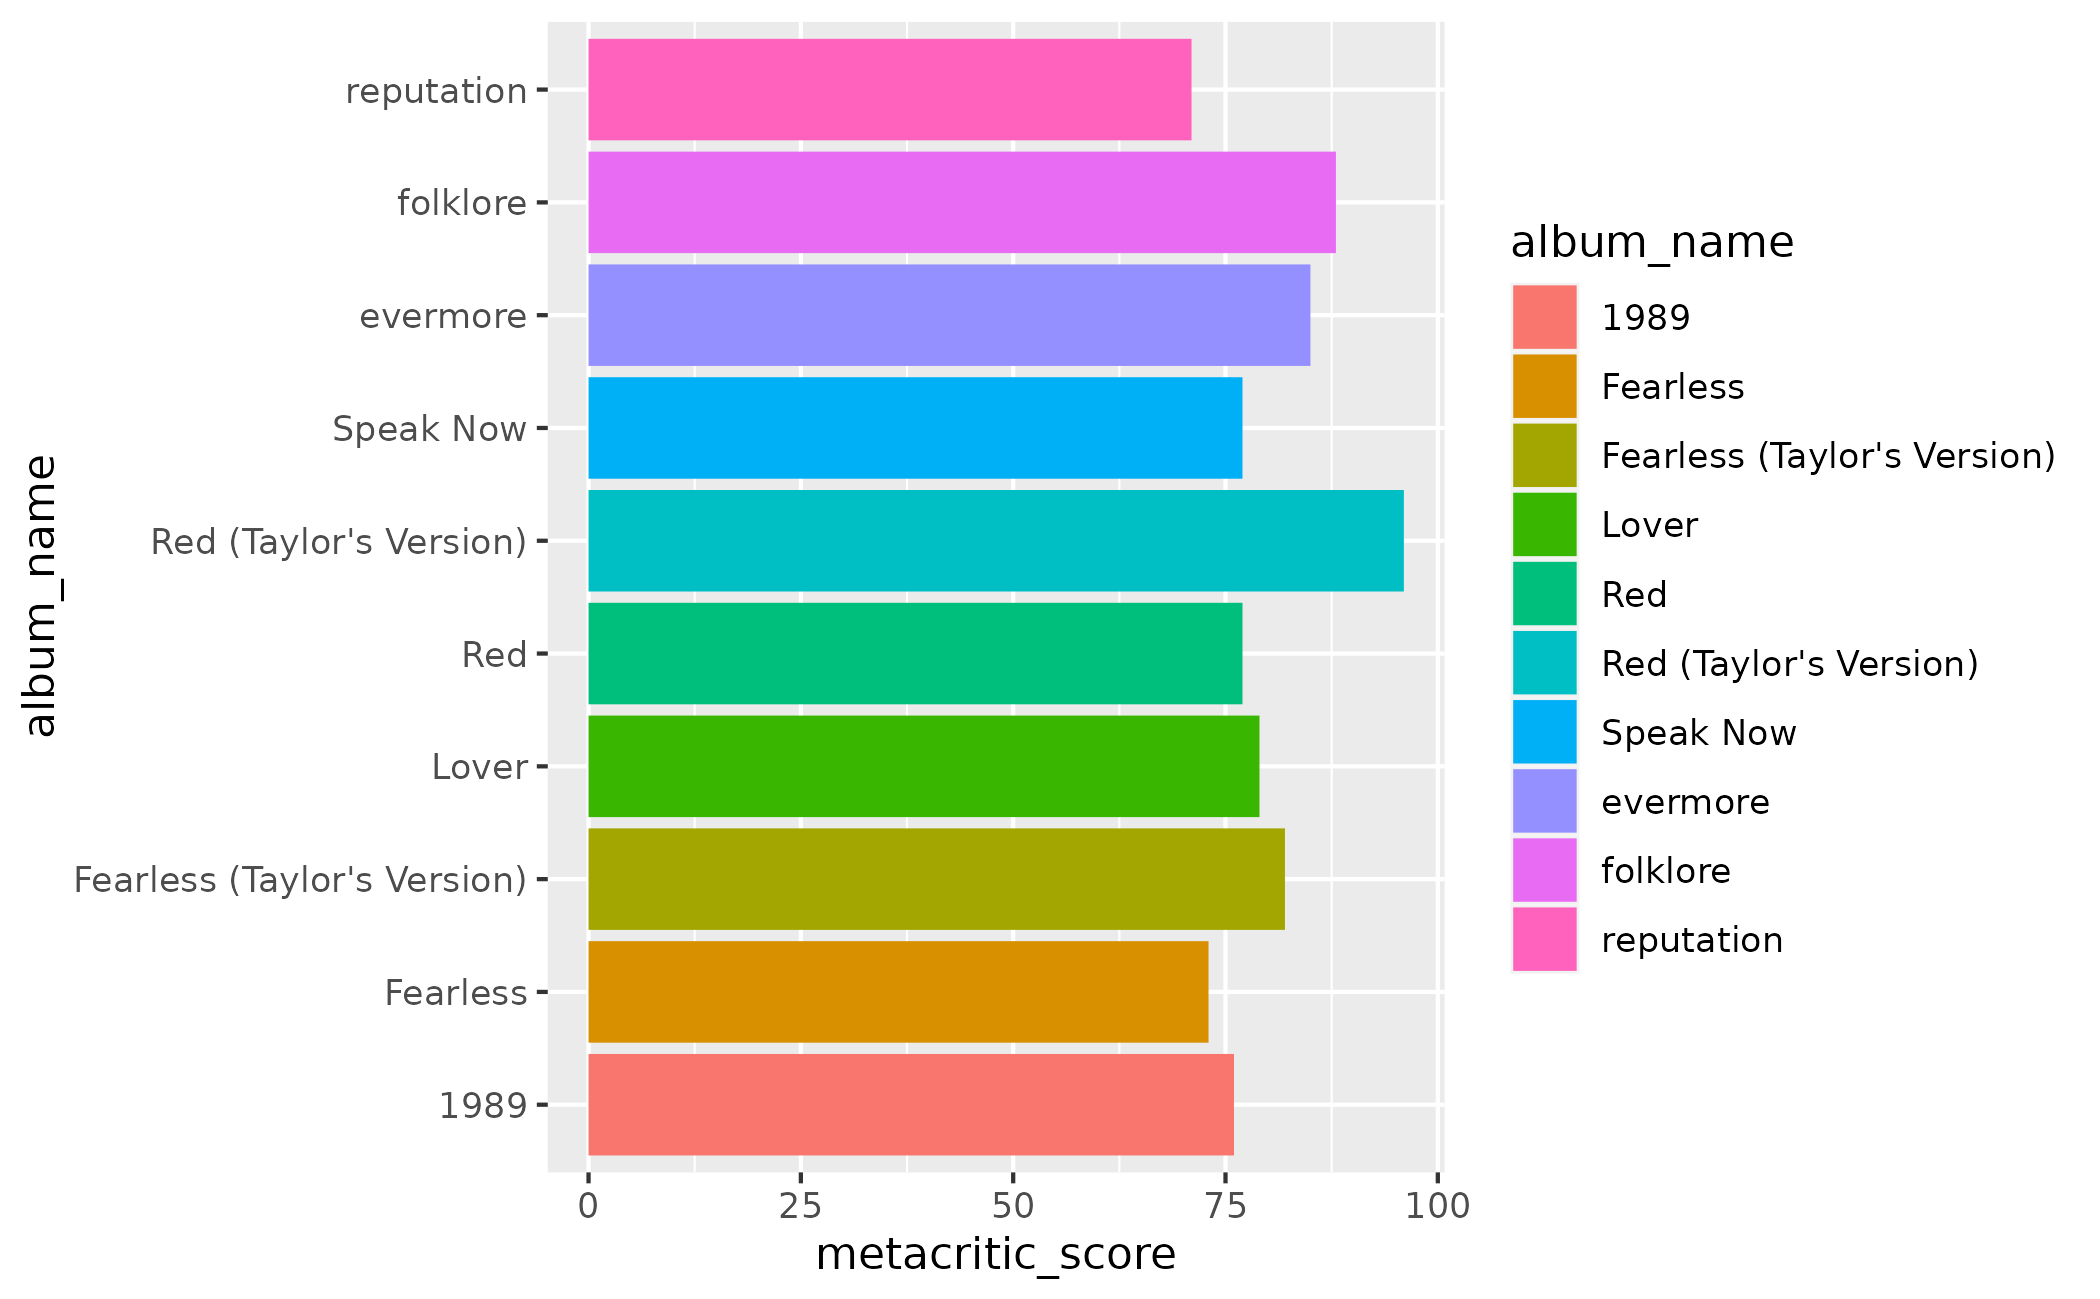 reputation
folklore
evermore
Speak Now
Red (Taylor's Version)
Red
Lover
Fearless (Taylor's Version)
Fearless
1989
album_name
0 25 50 75 100
metacritic_score
album_name
1989
Fearless
Fearless (Taylor's Version)
Lover
Red
Red (Taylor's Version)
Speak Now
evermore
folklore
reputation